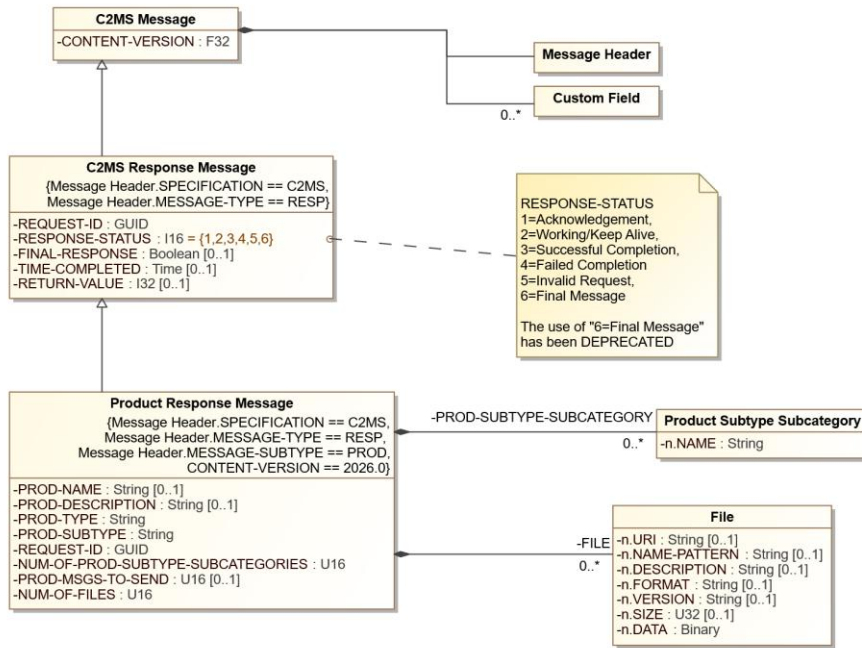 C2MS Message
-CONTENT-VERSION : F32
Message Header
Custom Field
0..*
C2MS Response Message
{Message Header.SPECIFICATION == C2MS,
Message Header.MESSAGE-TYPE == RESP}
-REQUEST-ID : GUID
-RESPONSE-STATUS : I16 = {1,2,3,4,5,6}
-FINAL-RESPONSE : Boolean [0..1]
-TIME-COMPLETED : Time [0..1]
-RETURN-VALUE : I32 [0..1]
RESPONSE-STATUS
1=Acknowledgement,
2=Working/Keep Alive,
3=Successful Completion,
4=Failed Completion
5=Invalid Request,
6=Final Message
The use of "6=Final Message"
has been DEPRECATED
Product Response Message
{Message Header.SPECIFICATION == C2MS,
Message Header.MESSAGE-TYPE == RESP,
Message Header.MESSAGE-SUBTYPE == PROD,
CONTENT-VERSION == 2026.0}
-PROD-NAME : String [0..1]
-PROD-DESCRIPTION : String [0..1]
-PROD-TYPE : String
-PROD-SUBTYPE : String
-REQUEST-ID : GUID
-NUM-OF-PROD-SUBTYPE-SUBCATEGORIES : U16
-PROD-MSGS-TO-SEND : U16 [0..1]
-NUM-OF-FILES : U16
-PROD-SUBTYPE-SUBCATEGORY
0..*
Product Subtype Subcategory
-n.NAME : String
-FILE
0..*
File
-n.URI : String [0..1]
-n.NAME-PATTERN : String [0..1]
-n.DESCRIPTION : String [0..1]
-n.FORMAT : String [0..1]
-n.VERSION : String [0..1]
-n.SIZE : U32 [0..1]
-n.DATA : Binary